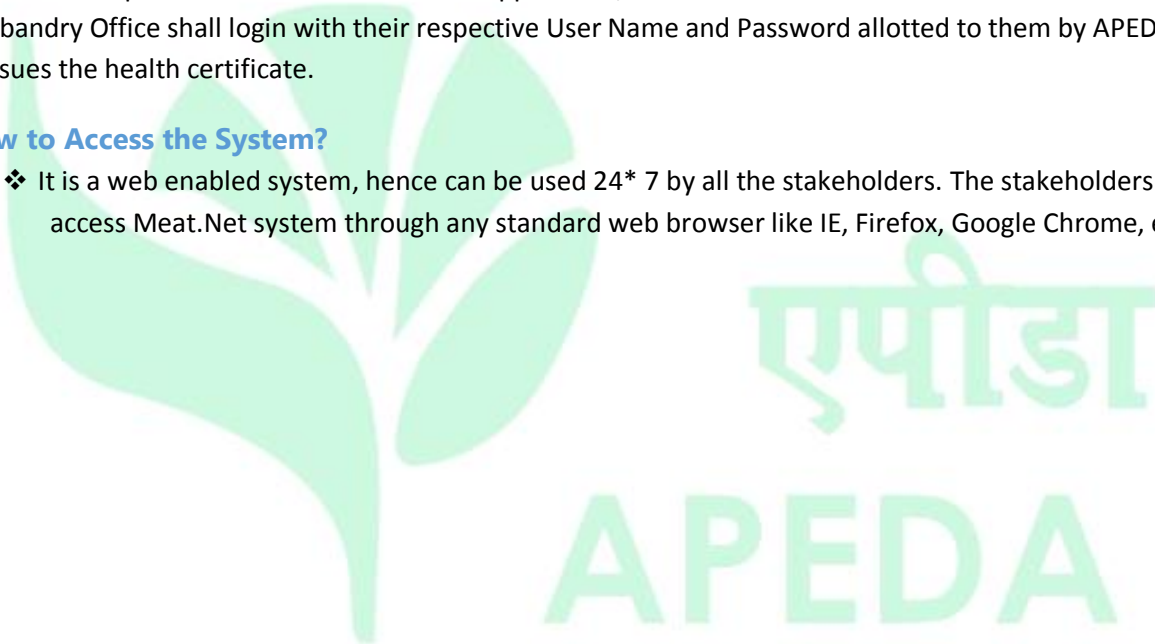 bandry Office shall login with their respective User Name and Password allotted to them by APED
sues the health certificate.
w to Access the System?
❖ It is a web enabled system, hence can be used 24* 7 by all the stakeholders. The stakeholders
access Meat.Net system through any standard web browser like IE, Firefox, Google Chrome, e
एपीडा
APEDA